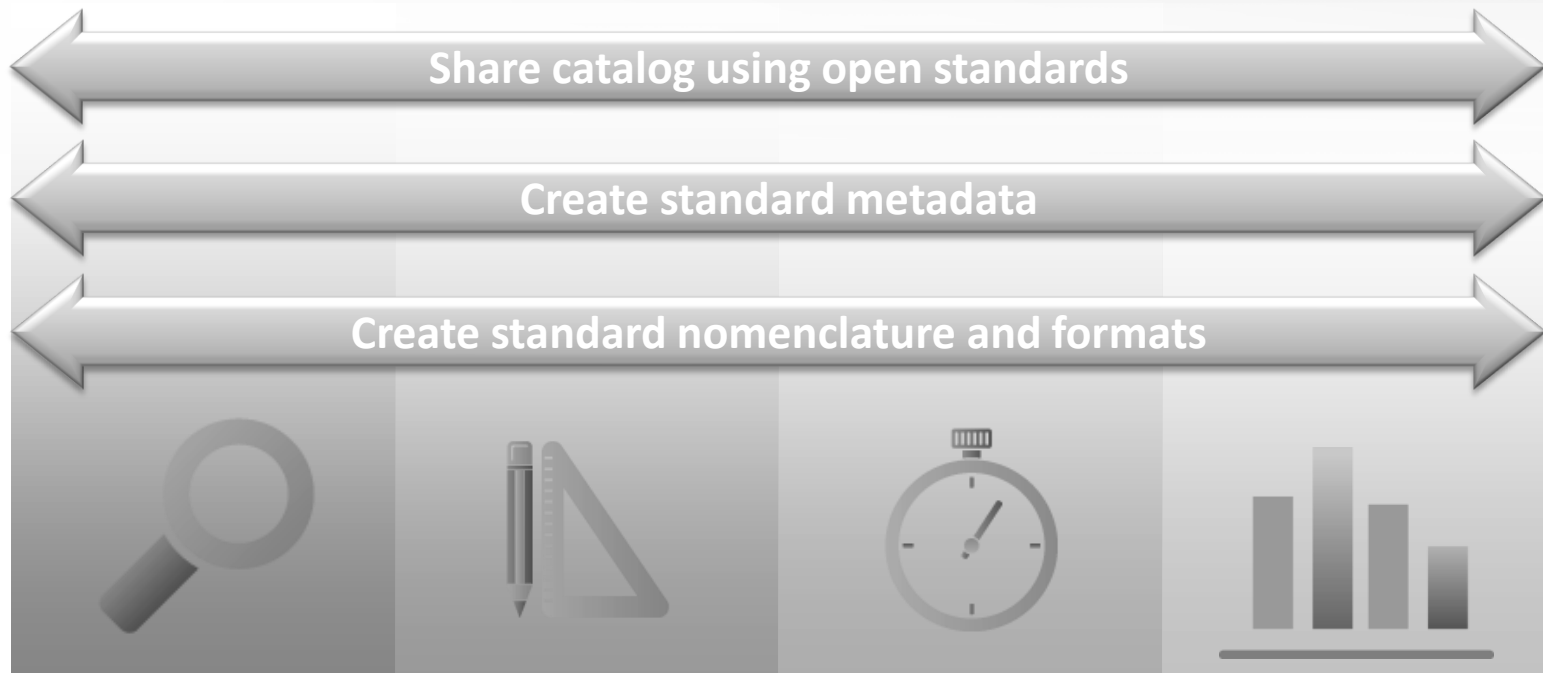 Share catalog using open standards
Create standard metadata
Create standard nomenclature and formats